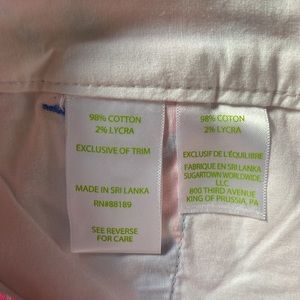 98% COTTON
2% LYCRA
EXCLUSIVE OF TRIM
MADE IN SRI LANKA
RN#88189
SEE REVERSE
FOR CARE
98% COTTON
2% LYCRA
EXCLUSIF DE L'ÉQUILIBRE
FABRIQUE EN SRI LANKA
SUGARTOWN WORLDWIDE
LLC
800 THIRD AVENUE
KING OF PRUSSIA, PA